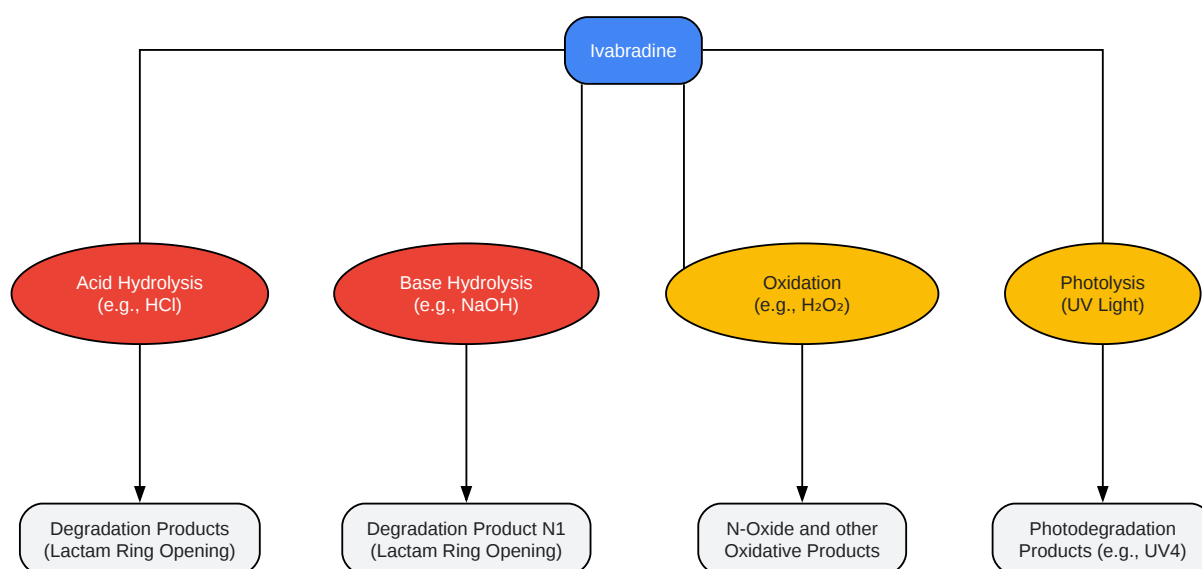 Ivabradine
Acid Hydrolysis
(e.g., HCl)
Base Hydrolysis
(e.g., NaOH)
Oxidation
(e.g., H₂O₂)
Photolysis
(UV Light)
Degradation Products
(Lactam Ring Opening)
Degradation Product N1
(Lactam Ring Opening)
N-Oxide and other
Oxidative Products
Photodegradation
Products (e.g., UV4)